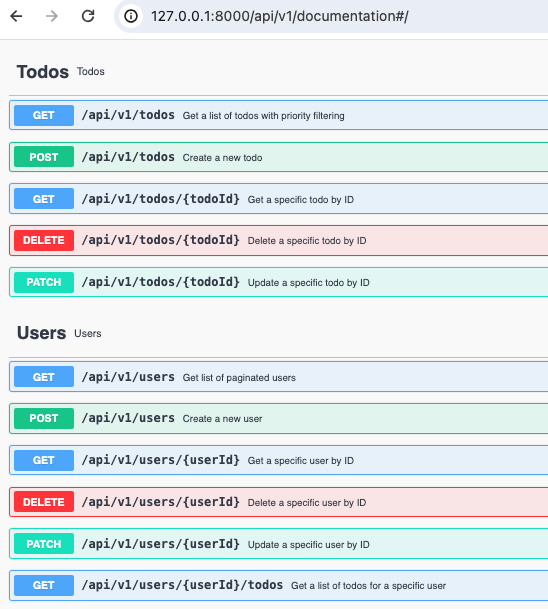 127.0.0.1:8000/api/v1/documentation#/
Todos Todos
GET /api/v1/todos Get a list of todos with priority filtering
POST /api/v1/todos Create a new todo
GET /api/v1/todos/{todoId} Get a specific todo by ID
DELETE /api/v1/todos/{todoId} Delete a specific todo by ID
PATCH /api/v1/todos/{todoId} Update a specific todo by ID
Users Users
GET /api/v1/users Get list of paginated users
POST /api/v1/users Create a new user
GET /api/v1/users/{userId} Get a specific user by ID
DELETE /api/v1/users/{userId} Delete a specific user by ID
PATCH /api/v1/users/{userId} Update a specific user by ID
GET /api/v1/users/{userId}/todos Get a list of todos for a specific user